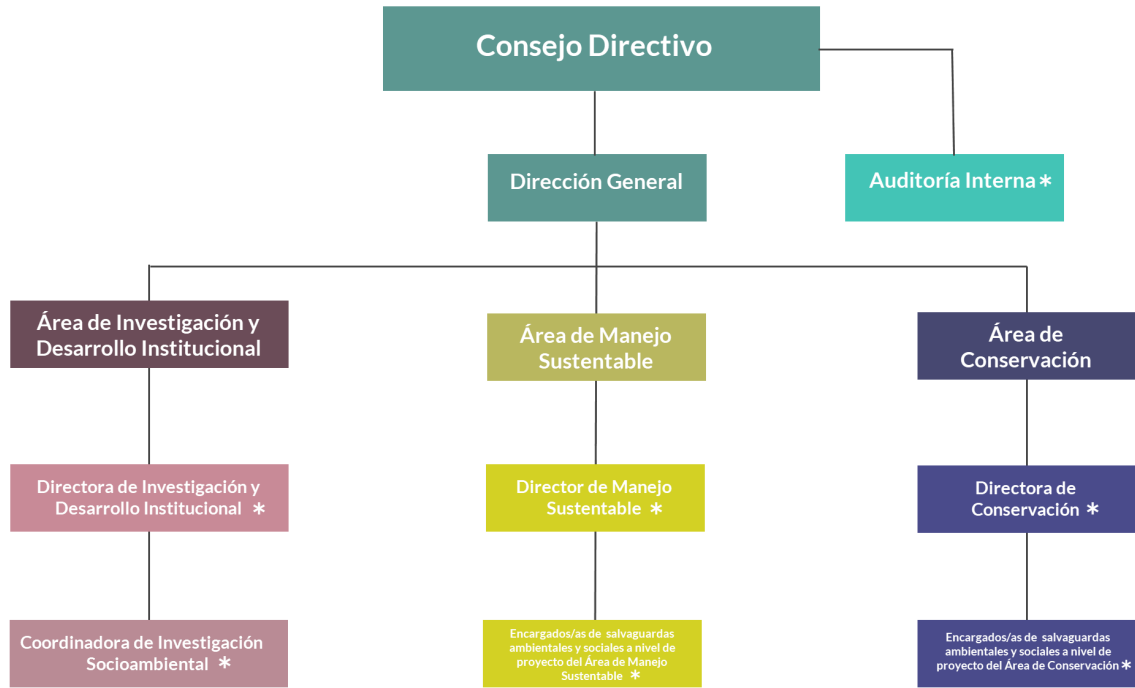 Consejo Directivo
Dirección General
Auditoría Interna *
Área de Investigación y
Desarrollo Institucional
Área de Manejo
Sustentable
Área de
Conservación
Directora de Investigación y
Desarrollo Institucional *
Director de Manejo
Sustentable *
Directora de
Conservación *
Coordinadora de Investigación
Socioambiental *
Encargados/as de salvaguardas
ambientales y sociales a nivel de
proyecto del Área de Manejo
Sustentable *
Encargados/as de salvaguardas
ambientales y sociales a nivel de
proyecto del Área de Conservación *